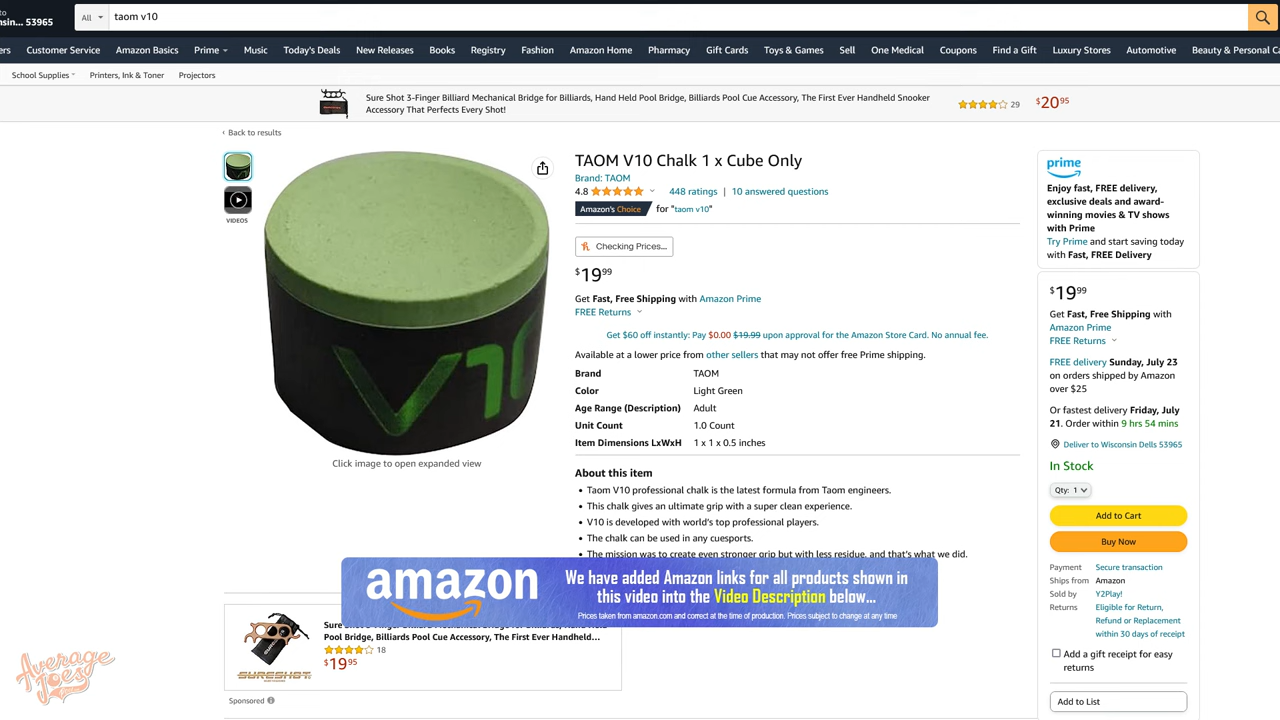 to
nsin... 53965
All
taom v10
ers Customer Service Amazon Basics Prime Music Today's Deals New Releases Books Registry Fashion Amazon Home Pharmacy Gift Cards Toys & Games Sell One Medical Coupons Find a Gift Luxury Stores Automotive Beauty & Personal Ca
School Supplies Printers, Ink & Toner Projectors
Sure Shot 3-Finger Billiard Mechanical Bridge for Billiards, Hand Held Pool Bridge, Billiards Pool Cue Accessory, The First Ever Handheld Snooker
Accessory That Perfects Every Shot!
29
$2095
‹ Back to results
VIDEOS
V10
Click image to open expanded view
TAOM V10 Chalk 1 x Cube Only
Brand: TAOM
4.8 448 ratings | 10 answered questions
Amazon's Choice for "taom v10"
Checking Prices...
$1999
Get Fast, Free Shipping with Amazon Prime
FREE Returns
Get $60 off instantly: Pay $0.00 $19.99 upon approval for the Amazon Store Card. No annual fee.
Available at a lower price from other sellers that may not offer free Prime shipping.
Brand TAOM
Color Light Green
Age Range (Description) Adult
Unit Count 1.0 Count
Item Dimensions LxWxH 1 x 1 x 0.5 inches
About this item
• Taom V10 professional chalk is the latest formula from Taom engineers.
• This chalk gives an ultimate grip with a super clean experience.
• V10 is developed with world's top professional players.
• The chalk can be used in any cuesports.
• The mission was to create even stronger grip but with less residue, and that's what we did.
amazon
We have added Amazon links for all products shown in
this video into the Video Description below...
Prices taken from amazon.com and correct at the time of production. Prices subject to change at any time
Pool Bridge, Billiards Pool Cue Accessory, The First Ever Handheld...
18
$1995
SURESHOT
Sponsored
Average
Joes
prime
Enjoy fast, FREE delivery,
exclusive deals and award-
winning movies & TV shows
with Prime
Try Prime and start saving today
with Fast, FREE Delivery
$1999
Get Fast, Free Shipping with
Amazon Prime
FREE Returns
FREE delivery Sunday, July 23
on orders shipped by Amazon
over $25
Or fastest delivery Friday, July
21. Order within 9 hrs 54 mins
Deliver to Wisconsin Dells 53965
In Stock
Qty: 1
Add to Cart
Buy Now
Payment Secure transaction
Ships from Amazon
Sold by Y2Play!
Returns Eligible for Return,
Refund or Replacement
within 30 days of receipt
Add a gift receipt for easy
returns
Add to List